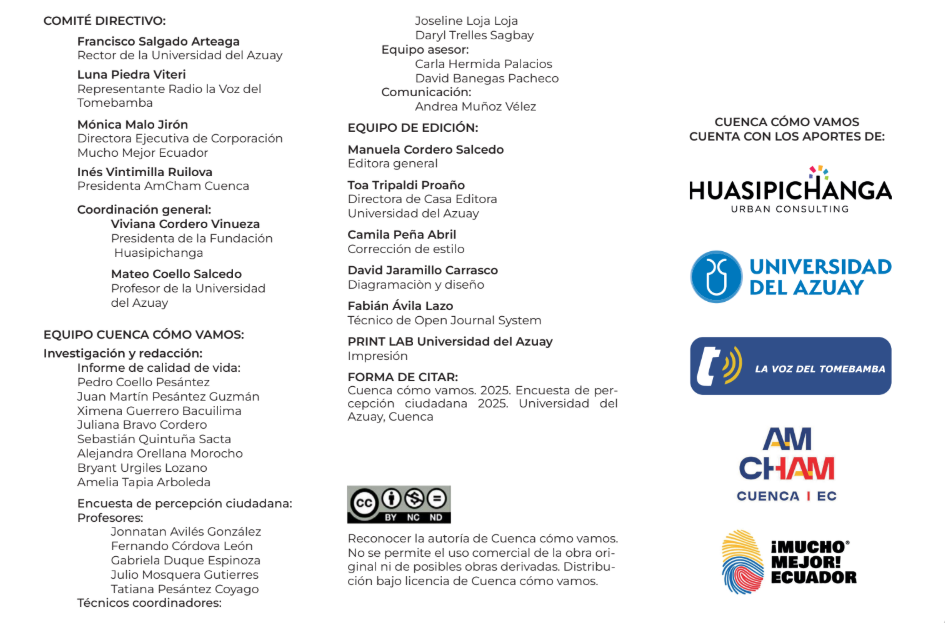 COMITÉ DIRECTIVO:
Francisco Salgado Arteaga
Rector de la Universidad del Azuay
Luna Piedra Viteri
Representante Radio la Voz del
Tomebamba
Mónica Malo Jirón
Directora Ejecutiva de Corporación
Mucho Mejor Ecuador
Inés Vintimilla Ruilova
Presidenta AmCham Cuenca
Coordinación general:
Viviana Cordero Vinueza
Presidenta de la Fundación
Huasipichanga
Mateo Coello Salcedo
Profesor de la Universidad
del Azuay
EQUIPO CUENCA CÓMO VAMOS:
Investigación y redacción:
Informe de calidad de vida:
Pedro Coello Pesántez
Juan Martín Pesántez Guzmán
Ximena Guerrero Bacuilima
Juliana Bravo Cordero
Sebastián Quintuña Sacta
Alejandra Orellana Morocho
Bryant Urgiles Lozano
Amelia Tapia Arboleda
Encuesta de percepción ciudadana:
Profesores:
Jonnatan Avilés González
Fernando Córdova León
Gabriela Duque Espinoza
Julio Mosquera Gutierres
Tatiana Pesántez Coyago
Técnicos coordinadores:
Joseline Loja Loja
Daryl Trelles Sagbay
Equipo asesor:
Carla Hermida Palacios
David Banegas Pacheco
Comunicación:
Andrea Muñoz Vélez
EQUIPO DE EDICIÓN:
Manuela Cordero Salcedo
Editora general
Toa Tripaldi Proaño
Directora de Casa Editora
Universidad del Azuay
Camila Peña Abril
Corrección de estilo
David Jaramillo Carrasco
Diagramaciòn y diseño
Fabián Ávila Lazo
Técnico de Open Journal System
PRINT LAB Universidad del Azuay
Impresión
FORMA DE CITAR:
Cuenca cómo vamos. 2025. Encuesta de per-
cepción ciudadana 2025. Universidad del
Azuay, Cuenca
cc
BY NC ND
Reconocer la autoría de Cuenca cómo vamos.
No se permite el uso comercial de la obra ori-
ginal ni de posibles obras derivadas. Distribu-
ción bajo licencia de Cuenca cómo vamos.
CUENCA CÓMO VAMOS
CUENTA CON LOS APORTES DE:
HUASIPICHANGA
URBAN CONSULTING
UNIVERSIDAD
DEL AZUAY
LA VOZ DEL TOMEBAMBA
AM
CHAM
CUENCA | EC
¡MUCHO®
MEJOR!
ECUADOR